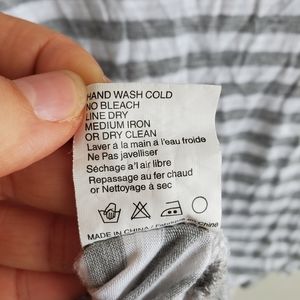 HAND WASH COLD
NO BLEACH
LINE DRY
MEDIUM IRON
OR DRY CLEAN
Laver à la main a l'eau froide
Ne Pas javelliser
Séchage a'l air libre
Repassage au fer chaud
or Nettoyage à sec
MADE IN CHINA /